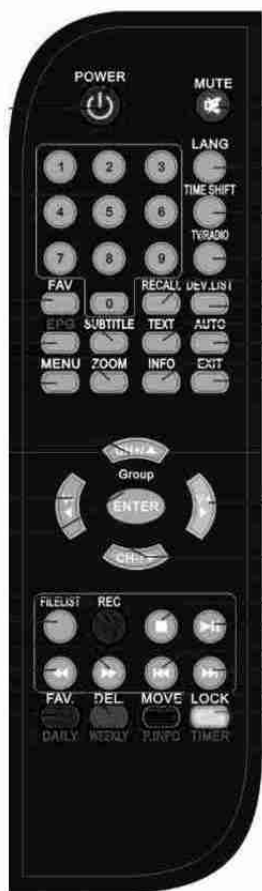 POWER MUTE
LANG
1 2 3
TIME SHIFT
4 5 6
TV/RADIO
7 8 9
FAV RECALL DEV.LIST
0
EPG SUBTITLE TEXT AUTO
MENU ZOOM INFO EXIT
CH+/▲
Group
ENTER
CH-/▼
FILELIST REC
FAV. DEL. MOVE LOCK
DAILY WEEKLY P.INFO TIMER